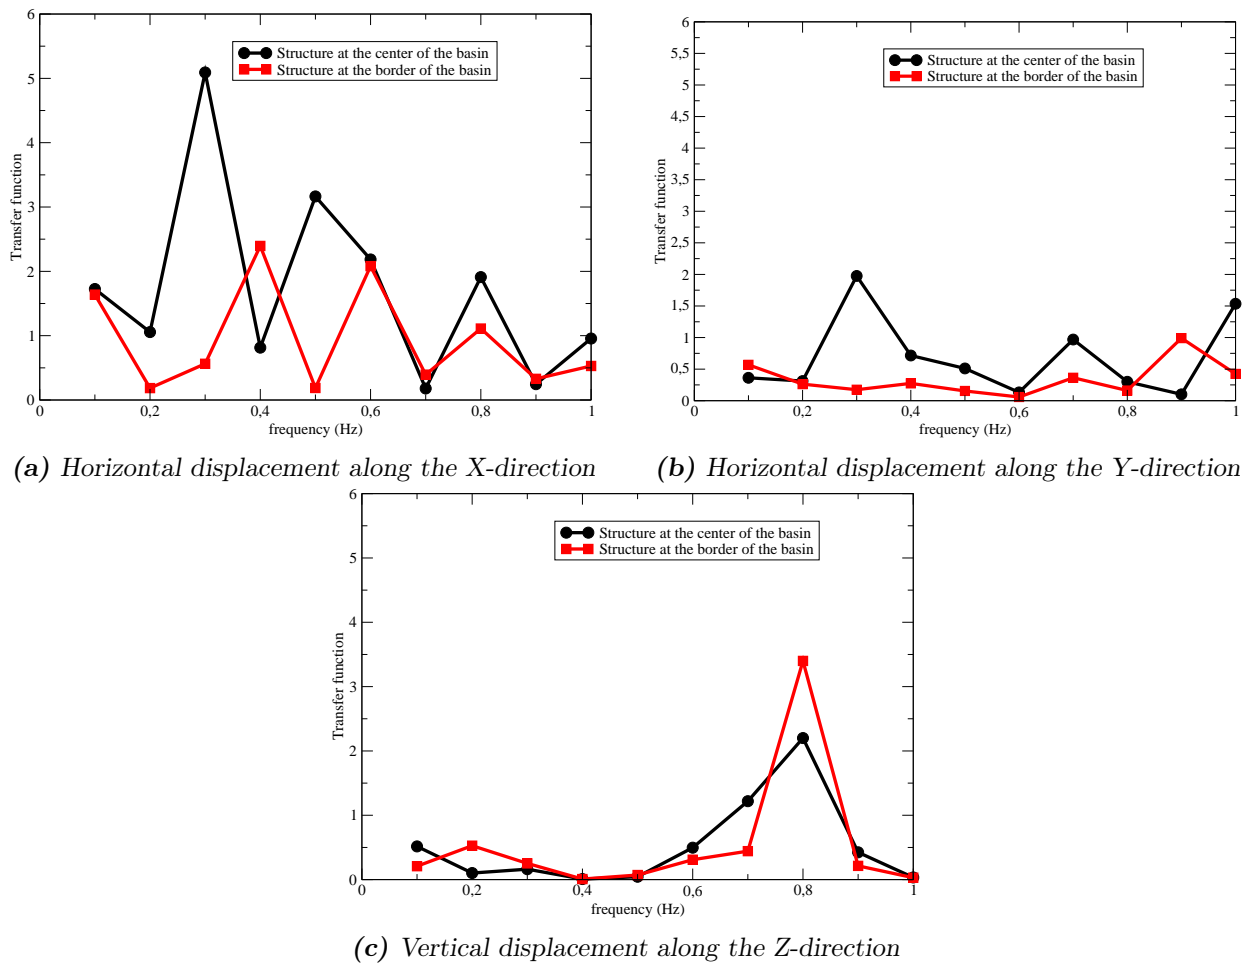 6
5
4
3
2
1
0
Transfer function
Structure at the center of the basin
Structure at the border of the basin
0 0,2 0,4 0,6 0,8 1
frequency (Hz)
(a) Horizontal displacement along the X-direction
6
5,5
5
4,5
4
3,5
3
2,5
2
1,5
1
0,5
0
Transfer function
Structure at the center of the basin
Structure at the border of the basin
0 0,2 0,4 0,6 0,8 1
frequency (Hz)
(b) Horizontal displacement along the Y-direction
6
5
4
3
2
1
0
Transfer function
Structure at the center of the basin
Structure at the border of the basin
0 0,2 0,4 0,6 0,8 1
frequency (Hz)
(c) Vertical displacement along the Z-direction